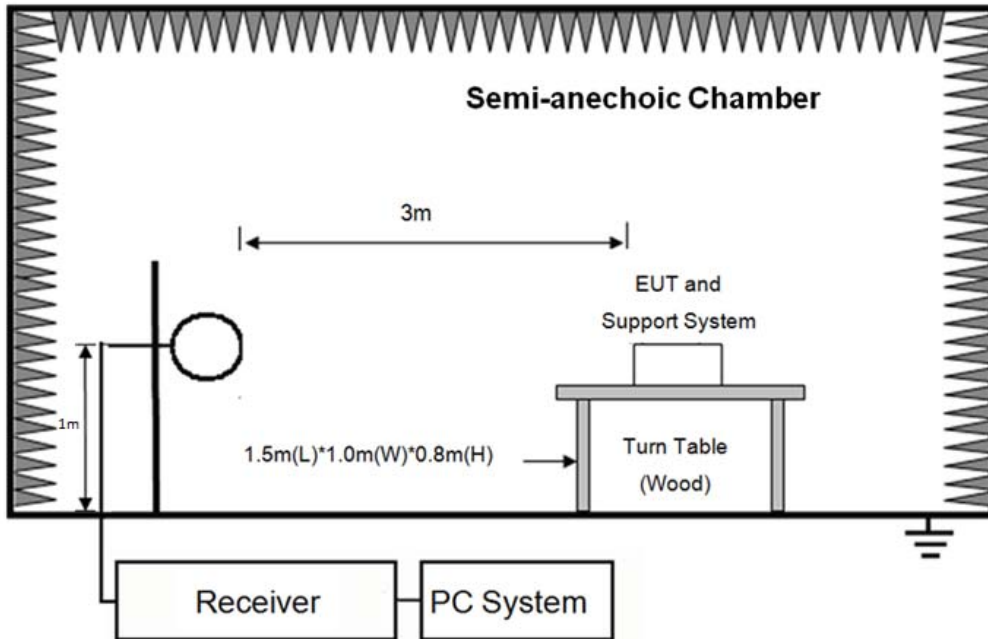 Semi-anechoic Chamber
3m
EUT and
Support System
1m
1.5m(L)*1.0m(W)*0.8m(H)
Turn Table
(Wood)
Receiver
PC System